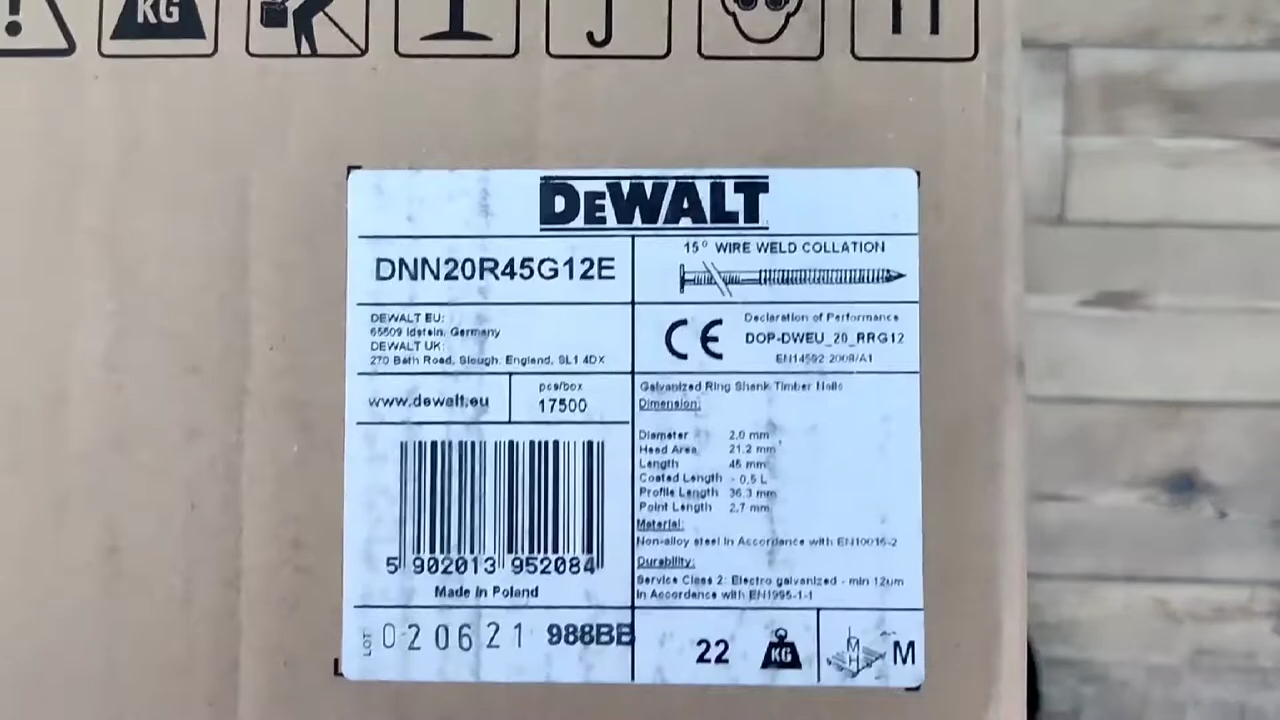 KG
DEWALT
DNN20R45G12E
15° WIRE WELD COLLATION
DEWALT EU:
65509 Idstein, Germany
DEWALT UK:
270 Bath Road, Slough, England, SL1 4DX
CE
Declaration of Performance
DOP-DWEU_20_RRG12
EN14592:2008/A1
www.dewalt.eu
pcs/box
17500
Galvanized Ring Shank Timber Nails
Dimension:
Diameter 2.0 mm
Head Area 21.2 mm²
Length 45 mm
Coated Length - 0,5 L
Profile Length 36.3 mm
Point Length 2.7 mm
Material:
Non-alloy steel In Accordance with EN10016-2
Durability:
Service Class 2: Electro galvanized - min 12um
In Accordance with EN1995-1-1
5 902013 952084
Made in Poland
LOT 020621 988BB
22 KG
M
H
M